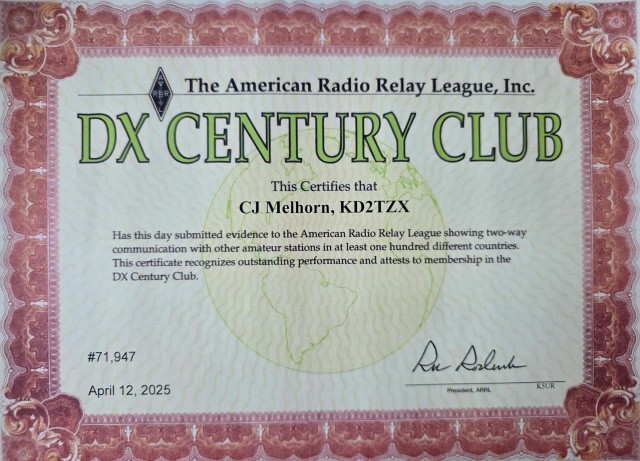 The American Radio Relay League, Inc.
ARRL
DX CENTURY CLUB
This Certifies that
CJ Melhorn, KD2TZX
Has this day submitted evidence to the American Radio Relay League showing two-way
communication with other amateur stations in at least one hundred different countries.
This certificate recognizes outstanding performance and attests to membership in the
DX Century Club.
#71,947
April 12, 2025
President, ARRL
K5UR